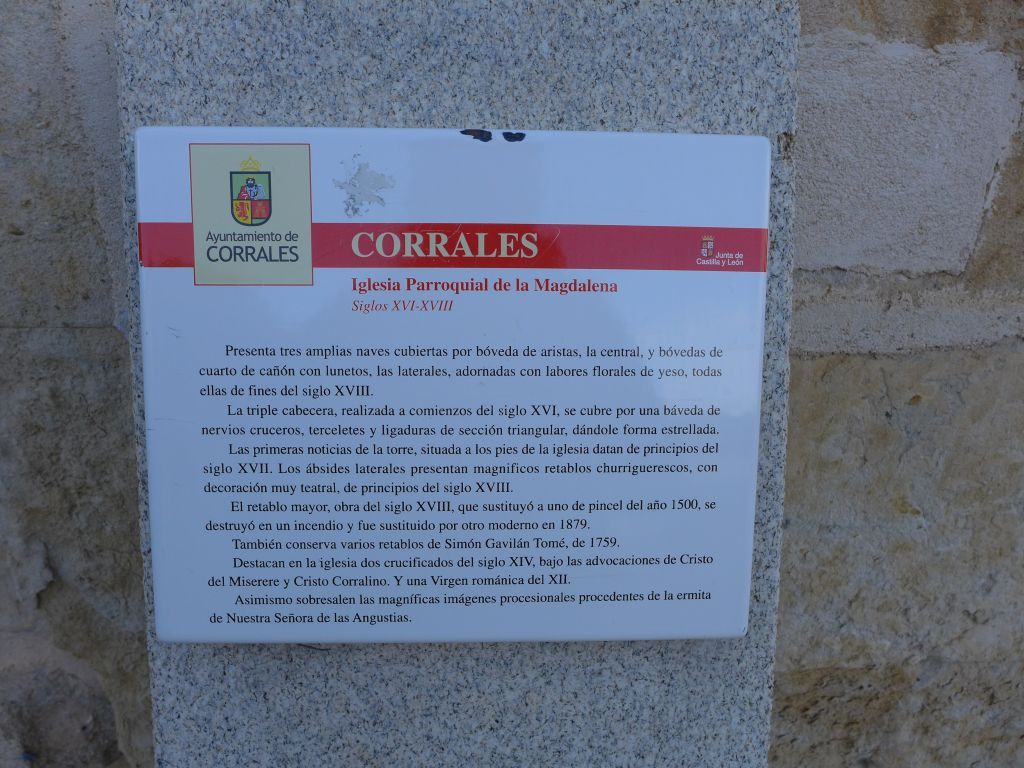 Ayuntamiento de
CORRALES
CORRALES
Junta de
Castilla y León
Iglesia Parroquial de la Magdalena
Siglos XVI-XVIII
Presenta tres amplias naves cubiertas por bóveda de aristas, la central, y bóvedas de
cuarto de cañón con lunetos, las laterales, adornadas con labores florales de yeso, todas
ellas de fines del siglo XVIII.
La triple cabecera, realizada a comienzos del siglo XVI, se cubre por una báveda de
nervios cruceros, terceletes y ligaduras de sección triangular, dándole forma estrellada.
Las primeras noticias de la torre, situada a los pies de la iglesia datan de principios del
siglo XVII. Los ábsides laterales presentan magnificos retablos churriguerescos, con
decoración muy teatral, de principios del siglo XVIII.
El retablo mayor, obra del siglo XVIII, que sustituyó a uno de pincel del año 1500, se
destruyó en un incendio y fue sustituido por otro moderno en 1879.
También conserva varios retablos de Simón Gavilán Tomé, de 1759.
Destacan en la iglesia dos crucificados del siglo XIV, bajo las advocaciones de Cristo
del Miserere y Cristo Corralino. Y una Virgen románica del XII.
Asimismo sobresalen las magníficas imágenes procesionales procedentes de la ermita
de Nuestra Señora de las Angustias.